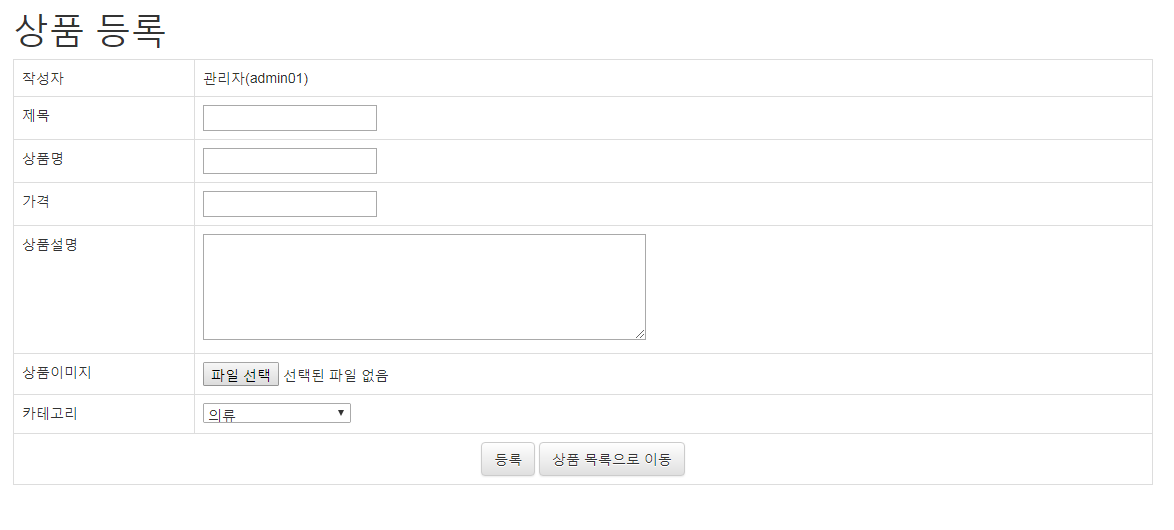 상품 등록
작성자 관리자(admin01)
제목
상품명
가격
상품설명
상품이미지 파일 선택 선택된 파일 없음
카테고리 의류
등록 상품 목록으로 이동